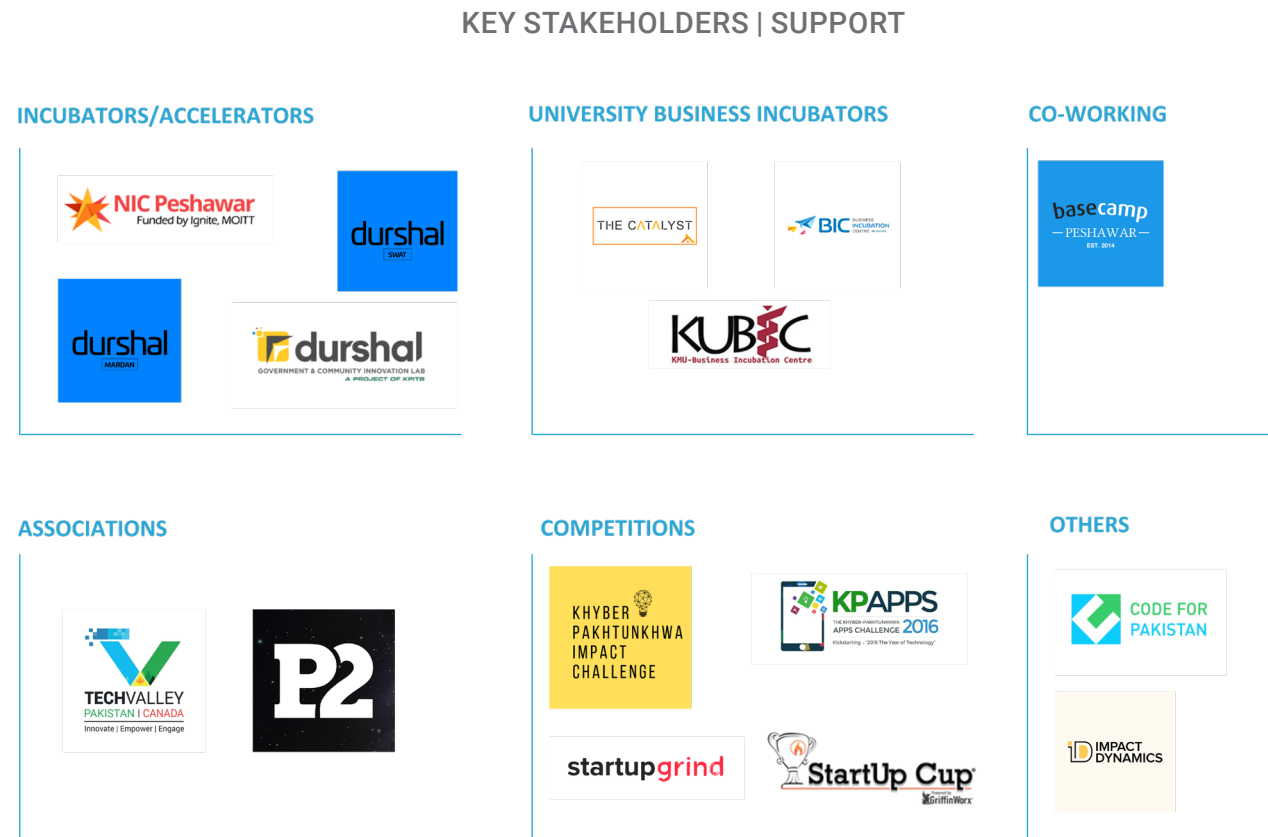 KEY STAKEHOLDERS | SUPPORT
INCUBATORS/ACCELERATORS
NIC Peshawar
Funded by Ignite, MOITT
durshal
SWAT
durshal
MARDAN
durshal
GOVERNMENT & COMMUNITY INNOVATION LAB
A PROJECT OF KPITB
UNIVERSITY BUSINESS INCUBATORS
THE CATALYST
BIC
BUSINESS
INCUBATION
CENTRE
KUBIC
KMU-Business Incubation Centre
CO-WORKING
basecamp
PESHAWAR
EST. 2014
ASSOCIATIONS
TECHVALLEY
PAKISTAN | CANADA
Innovate | Empower | Engage
P2
COMPETITIONS
KHYBER
PAKHTUNKHWA
IMPACT
CHALLENGE
KPAPPS
THE KHYBER-PAKHTUNKHWA
APPS CHALLENGE 2016
Kickstarting - "2016 The Year of Technology"
startupgrind
StartUp Cup
Powered by
GriffinWorx
OTHERS
CODE FOR
PAKISTAN
iD IMPACT
DYNAMICS